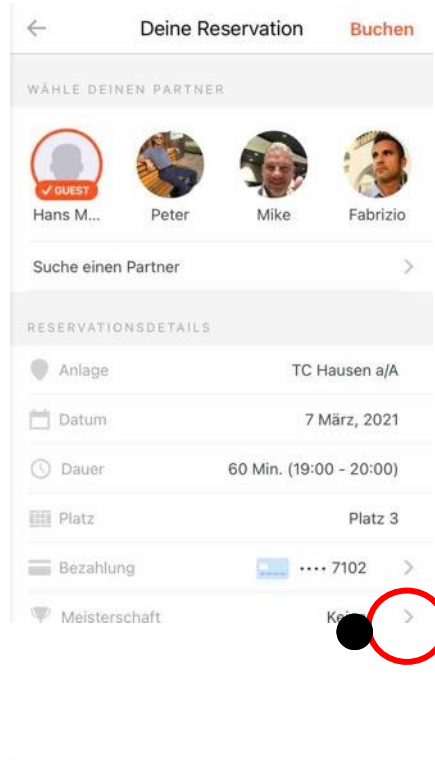 Deine Reservation Buchen
WÄHLE DEINEN PARTNER
GUEST
Hans M... Peter Mike Fabrizio
Suche einen Partner
RESERVATIONSDETAILS
Anlage TC Hausen a/A
Datum 7 März, 2021
Dauer 60 Min. (19:00 - 20:00)
Platz Platz 3
Bezahlung •••• 7102
Meisterschaft